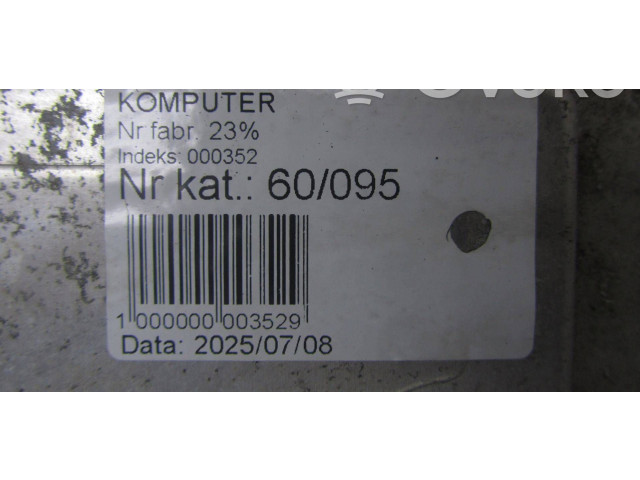 KOMPUTER
Nr fabr. 23%
Indeks: 000352
Nr kat.: 60/095
1 000000 003529
Data: 2025/07/08